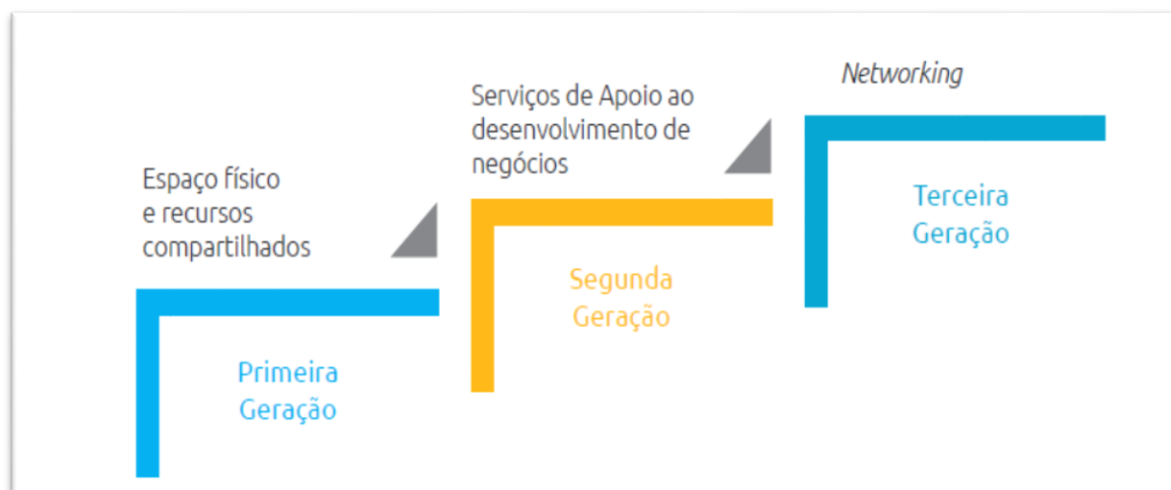 Espaço físico
e recursos
compartilhados
Primeira
Geração
Serviços de Apoio ao
desenvolvimento de
negócios
Segunda
Geração
Networking
Terceira
Geração